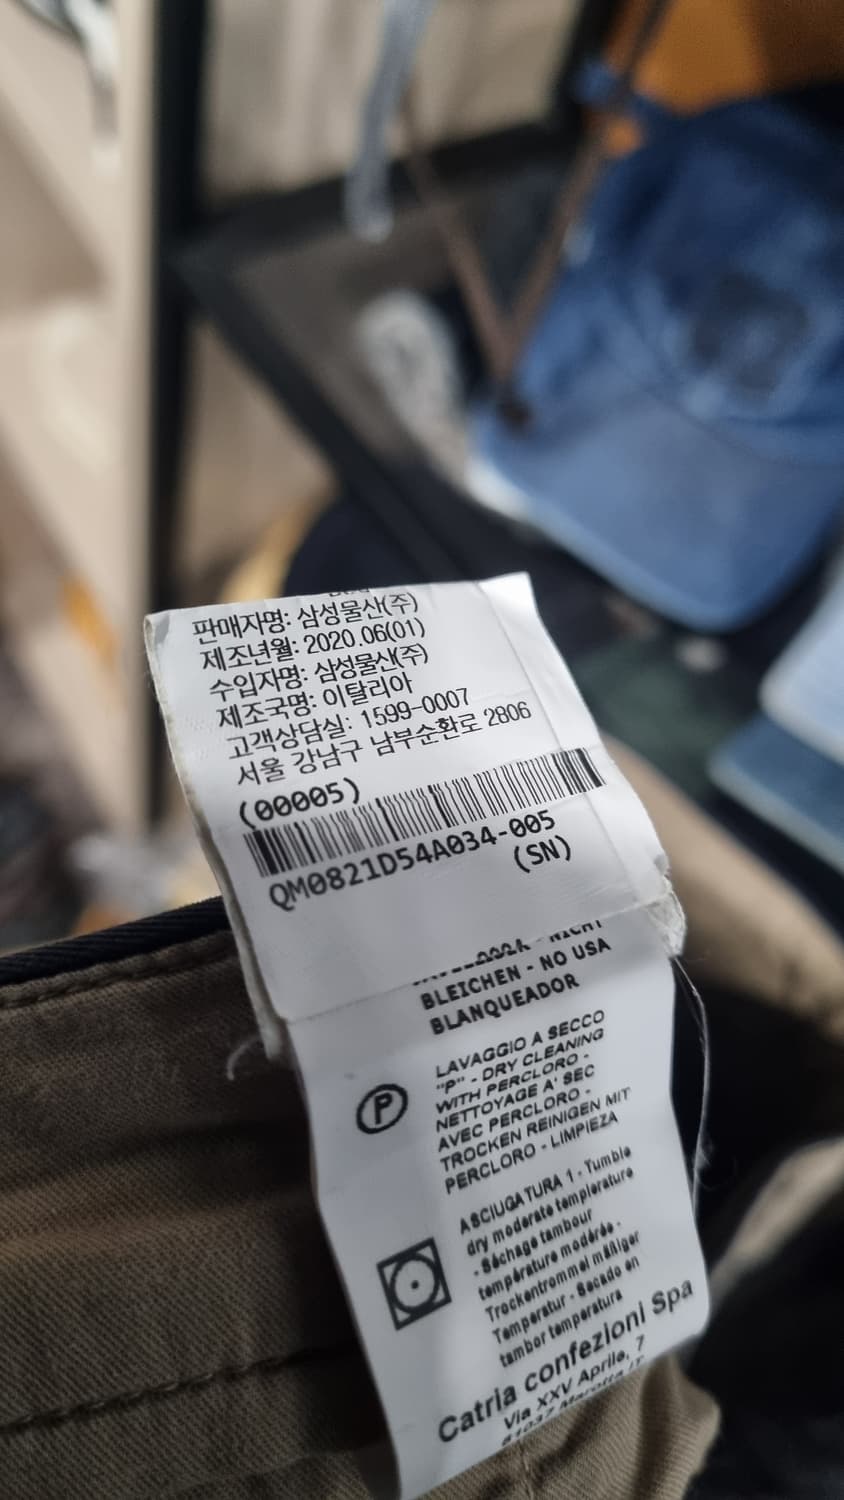 판매자명: 삼성물산(주)
제조년월: 2020.06(01)
수입자명: 삼성물산(주)
제조국명: 이탈리아
고객상담실: 1599-0007
서울 강남구 남부순환로 2806
(00005)
QM0821D54A034-005
(SN)
- NICHT
BLEICHEN - NO USA
BLANQUEADOR
P
LAVAGGIO A SECCO
"P" - DRY CLEANING
WITH PERCLORO -
NETTOYAGE A' SEC
AVEC PERCLORO -
TROCKEN REINIGEN MIT
PERCLORO - LIMPIEZA
ASCIUGATURA 1 - Tumble
dry moderate temperature
- Séchage tambour
température modérée -
Trockentrommel mäßiger
Temperatur - Secado en
tambor temperatura
Catria confezioni Spa
Via XXV Aprile, 7
Marotta IT